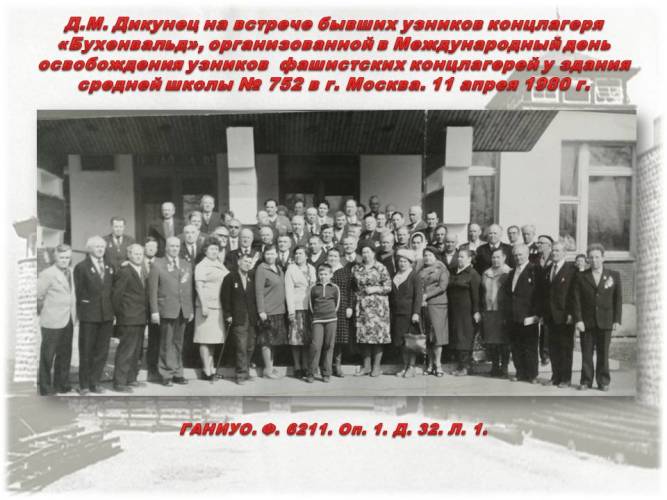 Д.М. Дикунец на встрече бывших узников концлагеря
«Бухенвальд», организованной в Международный день
освобождения узников фашистских концлагерей у здания
средней школы № 752 в г. Москва. 11 апрея 1980 г.
ГАНИУО. Ф. 6211. Оп. 1. Д. 32. Л. 1.